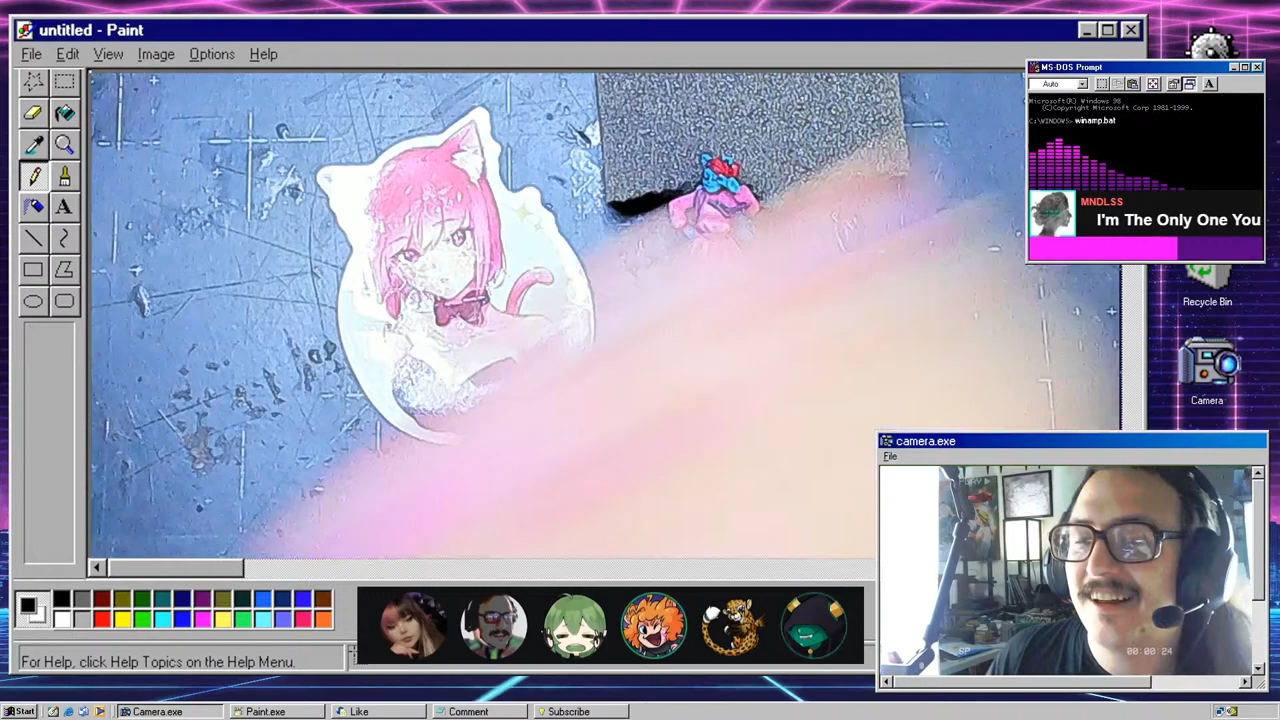 untitled - Paint
File Edit View Image Options Help
MS-DOS Prompt
Auto
A
Microsoft(R) Windows 98
(C)Copyright Microsoft Corp 1981-1999.
C:\WINDOWS> winamp.bat
MNDLSS
I'm The Only One You
Recycle Bin
Camera
A
camera.exe
File
SP
00:00:24
For Help, click Help Topics on the Help Menu.
Start
Camera.exe
Paint.exe
Like
Comment
Subscribe